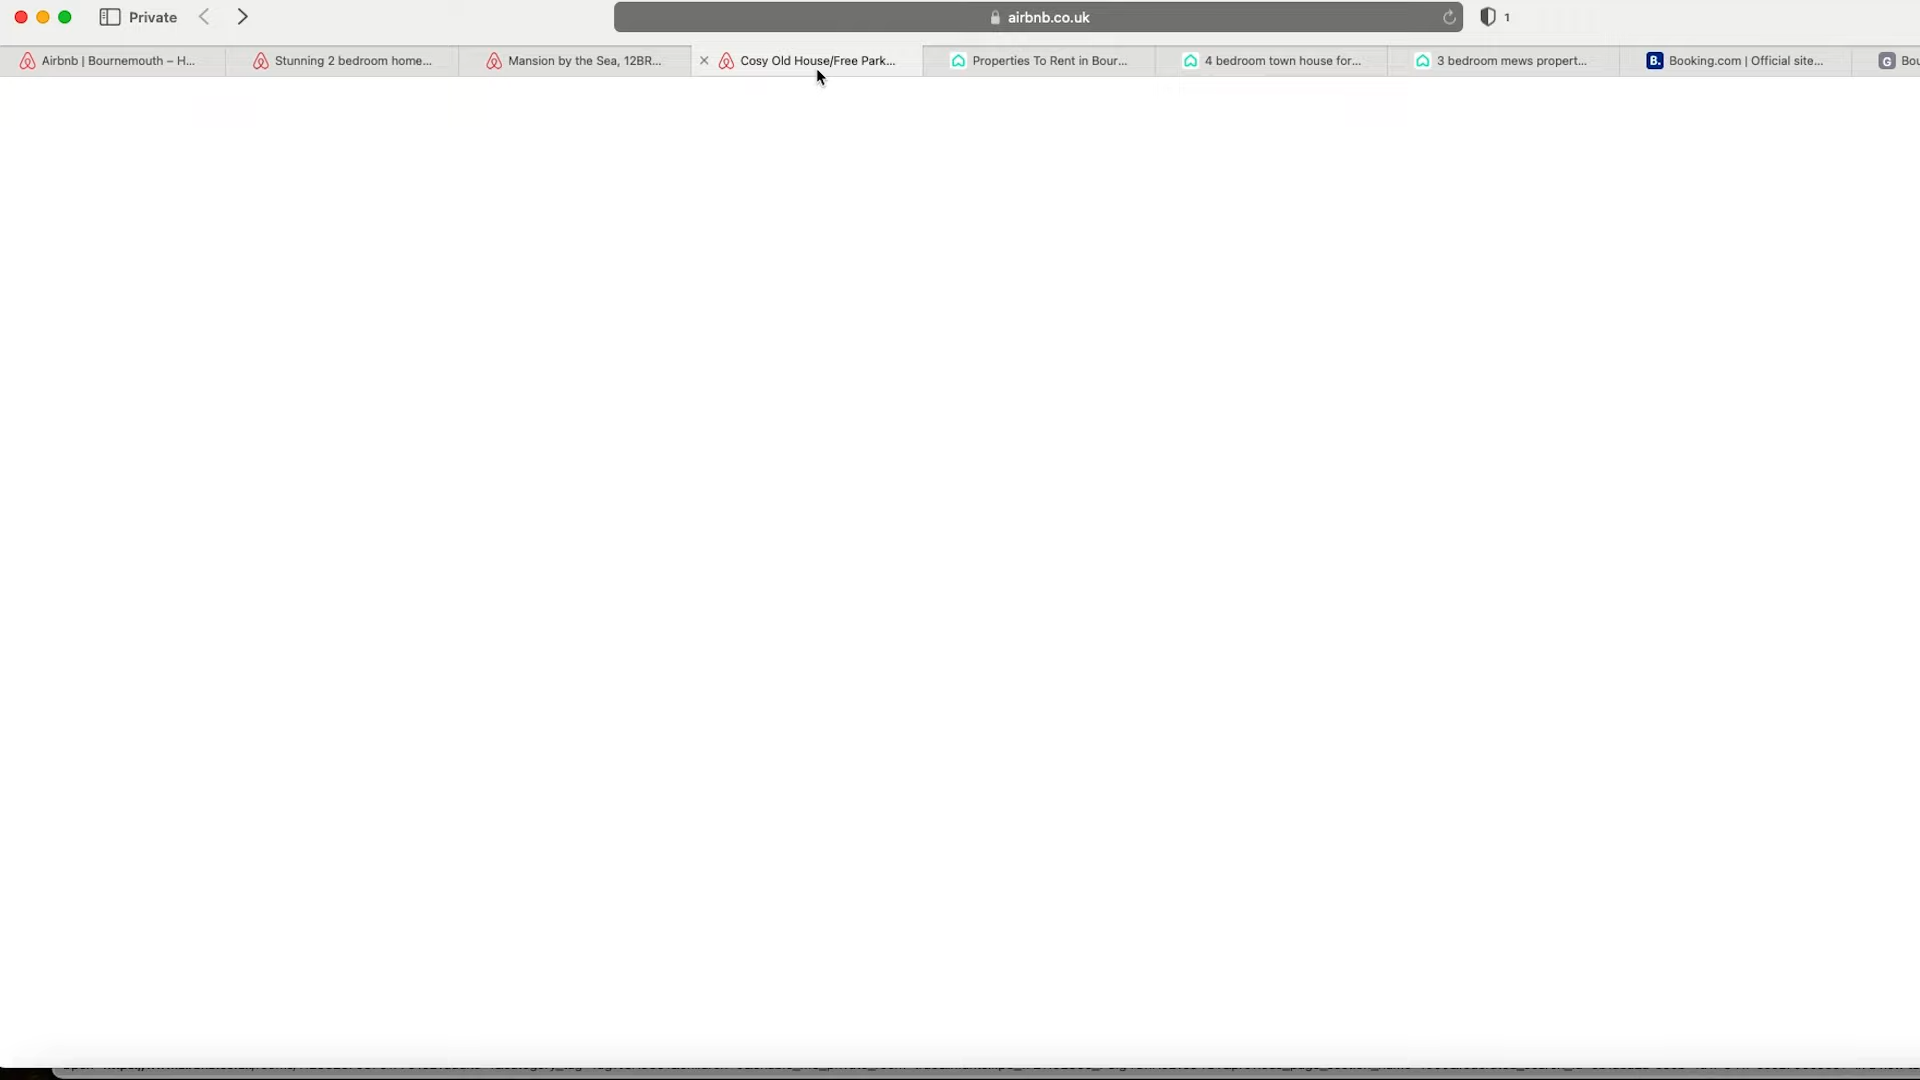 Private
airbnb.co.uk
1
Airbnb | Bournemouth – H...
Stunning 2 bedroom home...
Mansion by the Sea, 12BR...
Cosy Old House/Free Park...
Properties To Rent in Bour...
4 bedroom town house for...
3 bedroom mews propert...
B. Booking.com | Official site...
G Bou